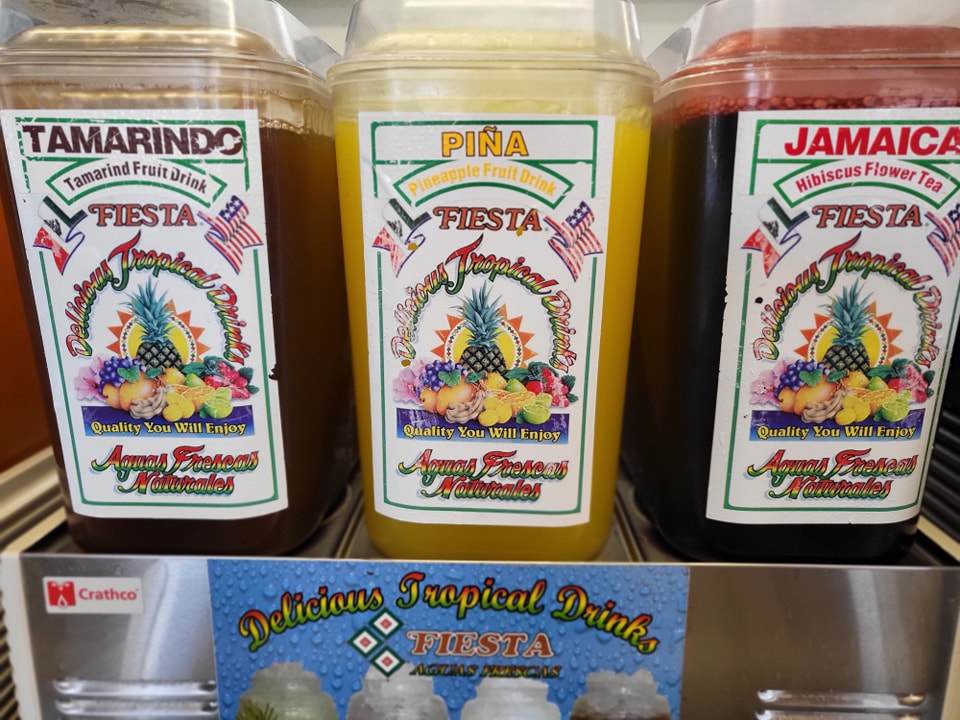 TAMARINDO
Tamarind Fruit Drink
FIESTA
Delicious Tropical Drinks
Quality You Will Enjoy
Aguas Frescas
Naturales
PIÑA
Pineapple Fruit Drink
FIESTA
Delicious Tropical Drinks
Quality You Will Enjoy
Aguas Frescas
Naturales
JAMAICA
Hibiscus Flower Tea
FIESTA
Delicious Tropical Drinks
Quality You Will Enjoy
Aguas Frescas
Naturales
Crathco
Delicious Tropical Drinks
FIESTA
AGUAS FRESCAS